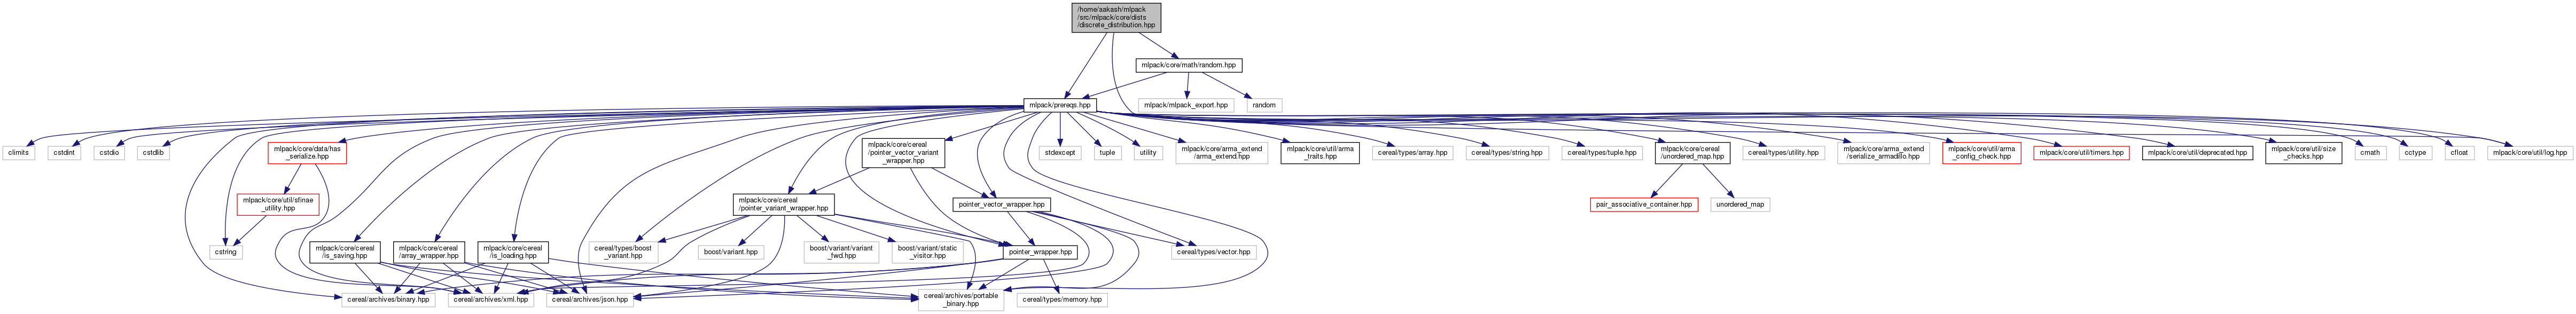 /home/aakash/mlpack
/src/mlpack/core/dists
/discrete_distribution.hpp
mlpack/core/math/random.hpp
mlpack/prereqs.hpp
mlpack/mlpack_export.hpp
random
climits
cstdint
cstdio
cstdlib
mlpack/core/data/has
_serialize.hpp
mlpack/core/cereal
/pointer_vector_variant
_wrapper.hpp
stdexcept
tuple
utility
mlpack/core/arma_extend
/arma_extend.hpp
mlpack/core/util/arma
_traits.hpp
cereal/types/array.hpp
cereal/types/string.hpp
cereal/types/tuple.hpp
mlpack/core/cereal
/unordered_map.hpp
cereal/types/utility.hpp
mlpack/core/arma_extend
/serialize_armadillo.hpp
mlpack/core/util/arma
_config_check.hpp
mlpack/core/util/timers.hpp
mlpack/core/util/deprecated.hpp
mlpack/core/util/size
_checks.hpp
cmath
cctype
cfloat
mlpack/core/util/log.hpp
mlpack/core/util/sfinae
_utility.hpp
mlpack/core/cereal
/pointer_variant_wrapper.hpp
pointer_vector_wrapper.hpp
pair_associative_container.hpp
unordered_map
cstring
mlpack/core/cereal
/is_saving.hpp
mlpack/core/cereal
/array_wrapper.hpp
mlpack/core/cereal
/is_loading.hpp
cereal/types/boost
_variant.hpp
boost/variant.hpp
boost/variant/variant
_fwd.hpp
boost/variant/static
_visitor.hpp
pointer_wrapper.hpp
cereal/types/vector.hpp
cereal/archives/binary.hpp
cereal/archives/xml.hpp
cereal/archives/json.hpp
cereal/archives/portable
_binary.hpp
cereal/types/memory.hpp